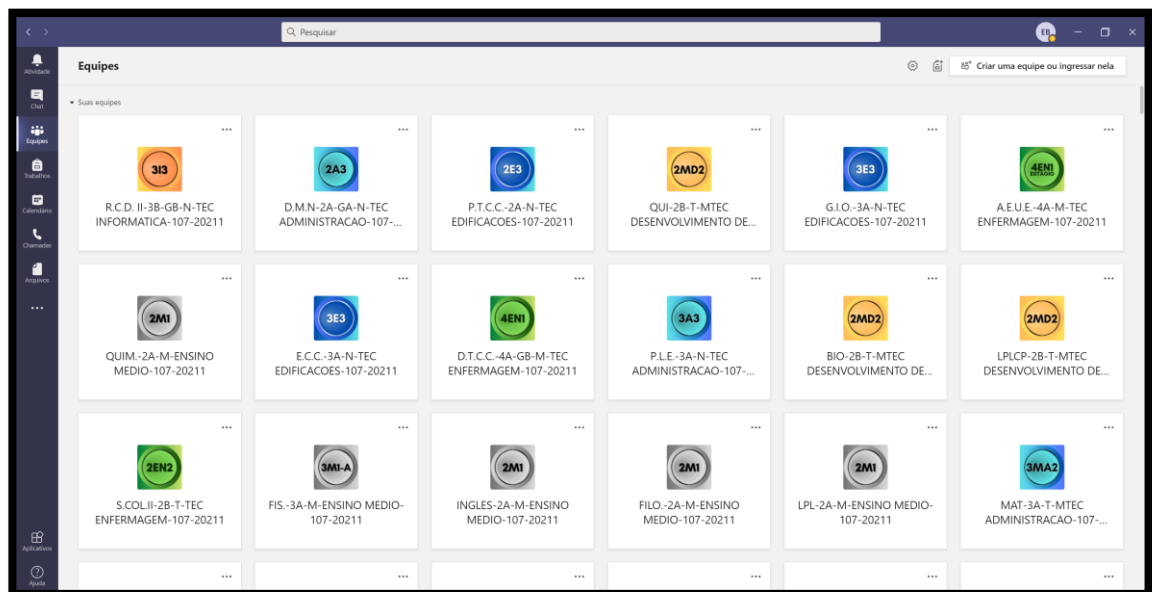 Pesquisar
EB
Atividade
Chat
Equipes
Trabalhos
Calendário
Chamadas
Arquivos
Aplicativos
Ajuda
Equipes
Criar uma equipe ou ingressar nela
Suas equipes
3I3
R.C.D. II-3B-GB-N-TEC
INFORMATICA-107-20211
2A3
D.M.N-2A-GA-N-TEC
ADMINISTRACAO-107-...
2E3
P.T.C.C.-2A-N-TEC
EDIFICACOES-107-20211
2MD2
QUI-2B-T-MTEC
DESENVOLVIMENTO DE...
3E3
G.I.O.-3A-N-TEC
EDIFICACOES-107-20211
4EN1
ESTÁGIO
A.E.U.E.-4A-M-TEC
ENFERMAGEM-107-20211
2M1
QUIM.-2A-M-ENSINO
MEDIO-107-20211
3E3
E.C.C.-3A-N-TEC
EDIFICACOES-107-20211
4EN1
D.T.C.C.-4A-GB-M-TEC
ENFERMAGEM-107-20211
3A3
P.L.E.-3A-N-TEC
ADMINISTRACAO-107-...
2MD2
BIO-2B-T-MTEC
DESENVOLVIMENTO DE...
2MD2
LPLCP-2B-T-MTEC
DESENVOLVIMENTO DE...
2EN2
S.COL.II-2B-T-TEC
ENFERMAGEM-107-20211
3M1-A
FIS.-3A-M-ENSINO MEDIO-
107-20211
2M1
INGLES-2A-M-ENSINO
MEDIO-107-20211
2M1
FILO.-2A-M-ENSINO
MEDIO-107-20211
2M1
LPL-2A-M-ENSINO MEDIO-
107-20211
3MA2
MAT-3A-T-MTEC
ADMINISTRACAO-107-...